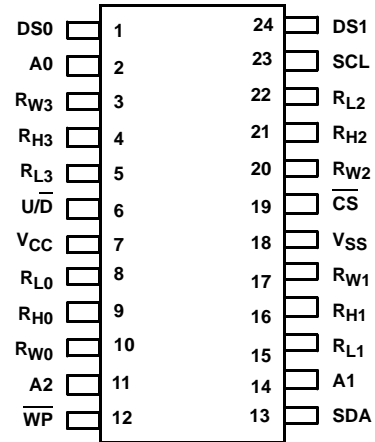 DS0 1 24 DS1
A0 2 23 SCL
RW3 3 22 RL2
RH3 4 21 RH2
RL3 5 20 RW2
U/D̅ 6 19 C̅S̅
VCC 7 18 VSS
RL0 8 17 RW1
RH0 9 16 RH1
RW0 10 15 RL1
A2 11 14 A1
W̅P̅ 12 13 SDA